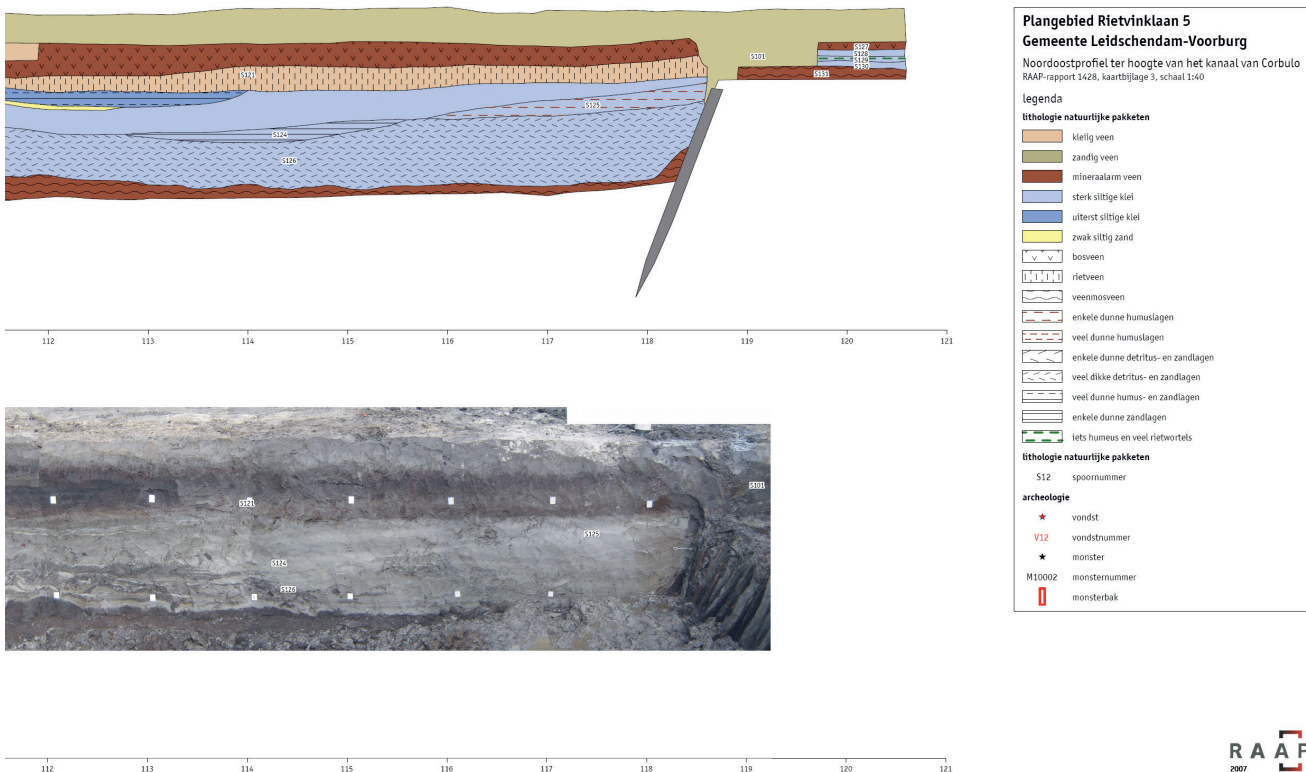 S127
S128
S129
S130
S131
S101
S121
S125
S124
S126
112 113 114 115 116 117 118 119 120 121
S101
S121
S125
S124
S126
112 113 114 115 116 117 118 119 120 121
Plangebied Rietvinklaan 5
Gemeente Leidschendam-Voorburg
Noordoostprofiel ter hoogte van het kanaal van Corbulo
RAAP-rapport 1428, kaartbijlage 3, schaal 1:40
legenda
lithologie natuurlijke pakketen
kleiig veen
zandig veen
mineraalarm veen
sterk siltige klei
uiterst siltige klei
zwak siltig zand
bosveen
rietveen
veenmosveen
enkele dunne humuslagen
veel dunne humuslagen
enkele dunne detritus- en zandlagen
veel dikke detritus- en zandlagen
veel dunne humus- en zandlagen
enkele dunne zandlagen
iets humeus en veel rietwortels
lithologie natuurlijke pakketen
S12 spoornummer
archeologie
vondst
V12 vondstnummer
monster
M10002 monsternummer
monsterbak
RAAP
2007